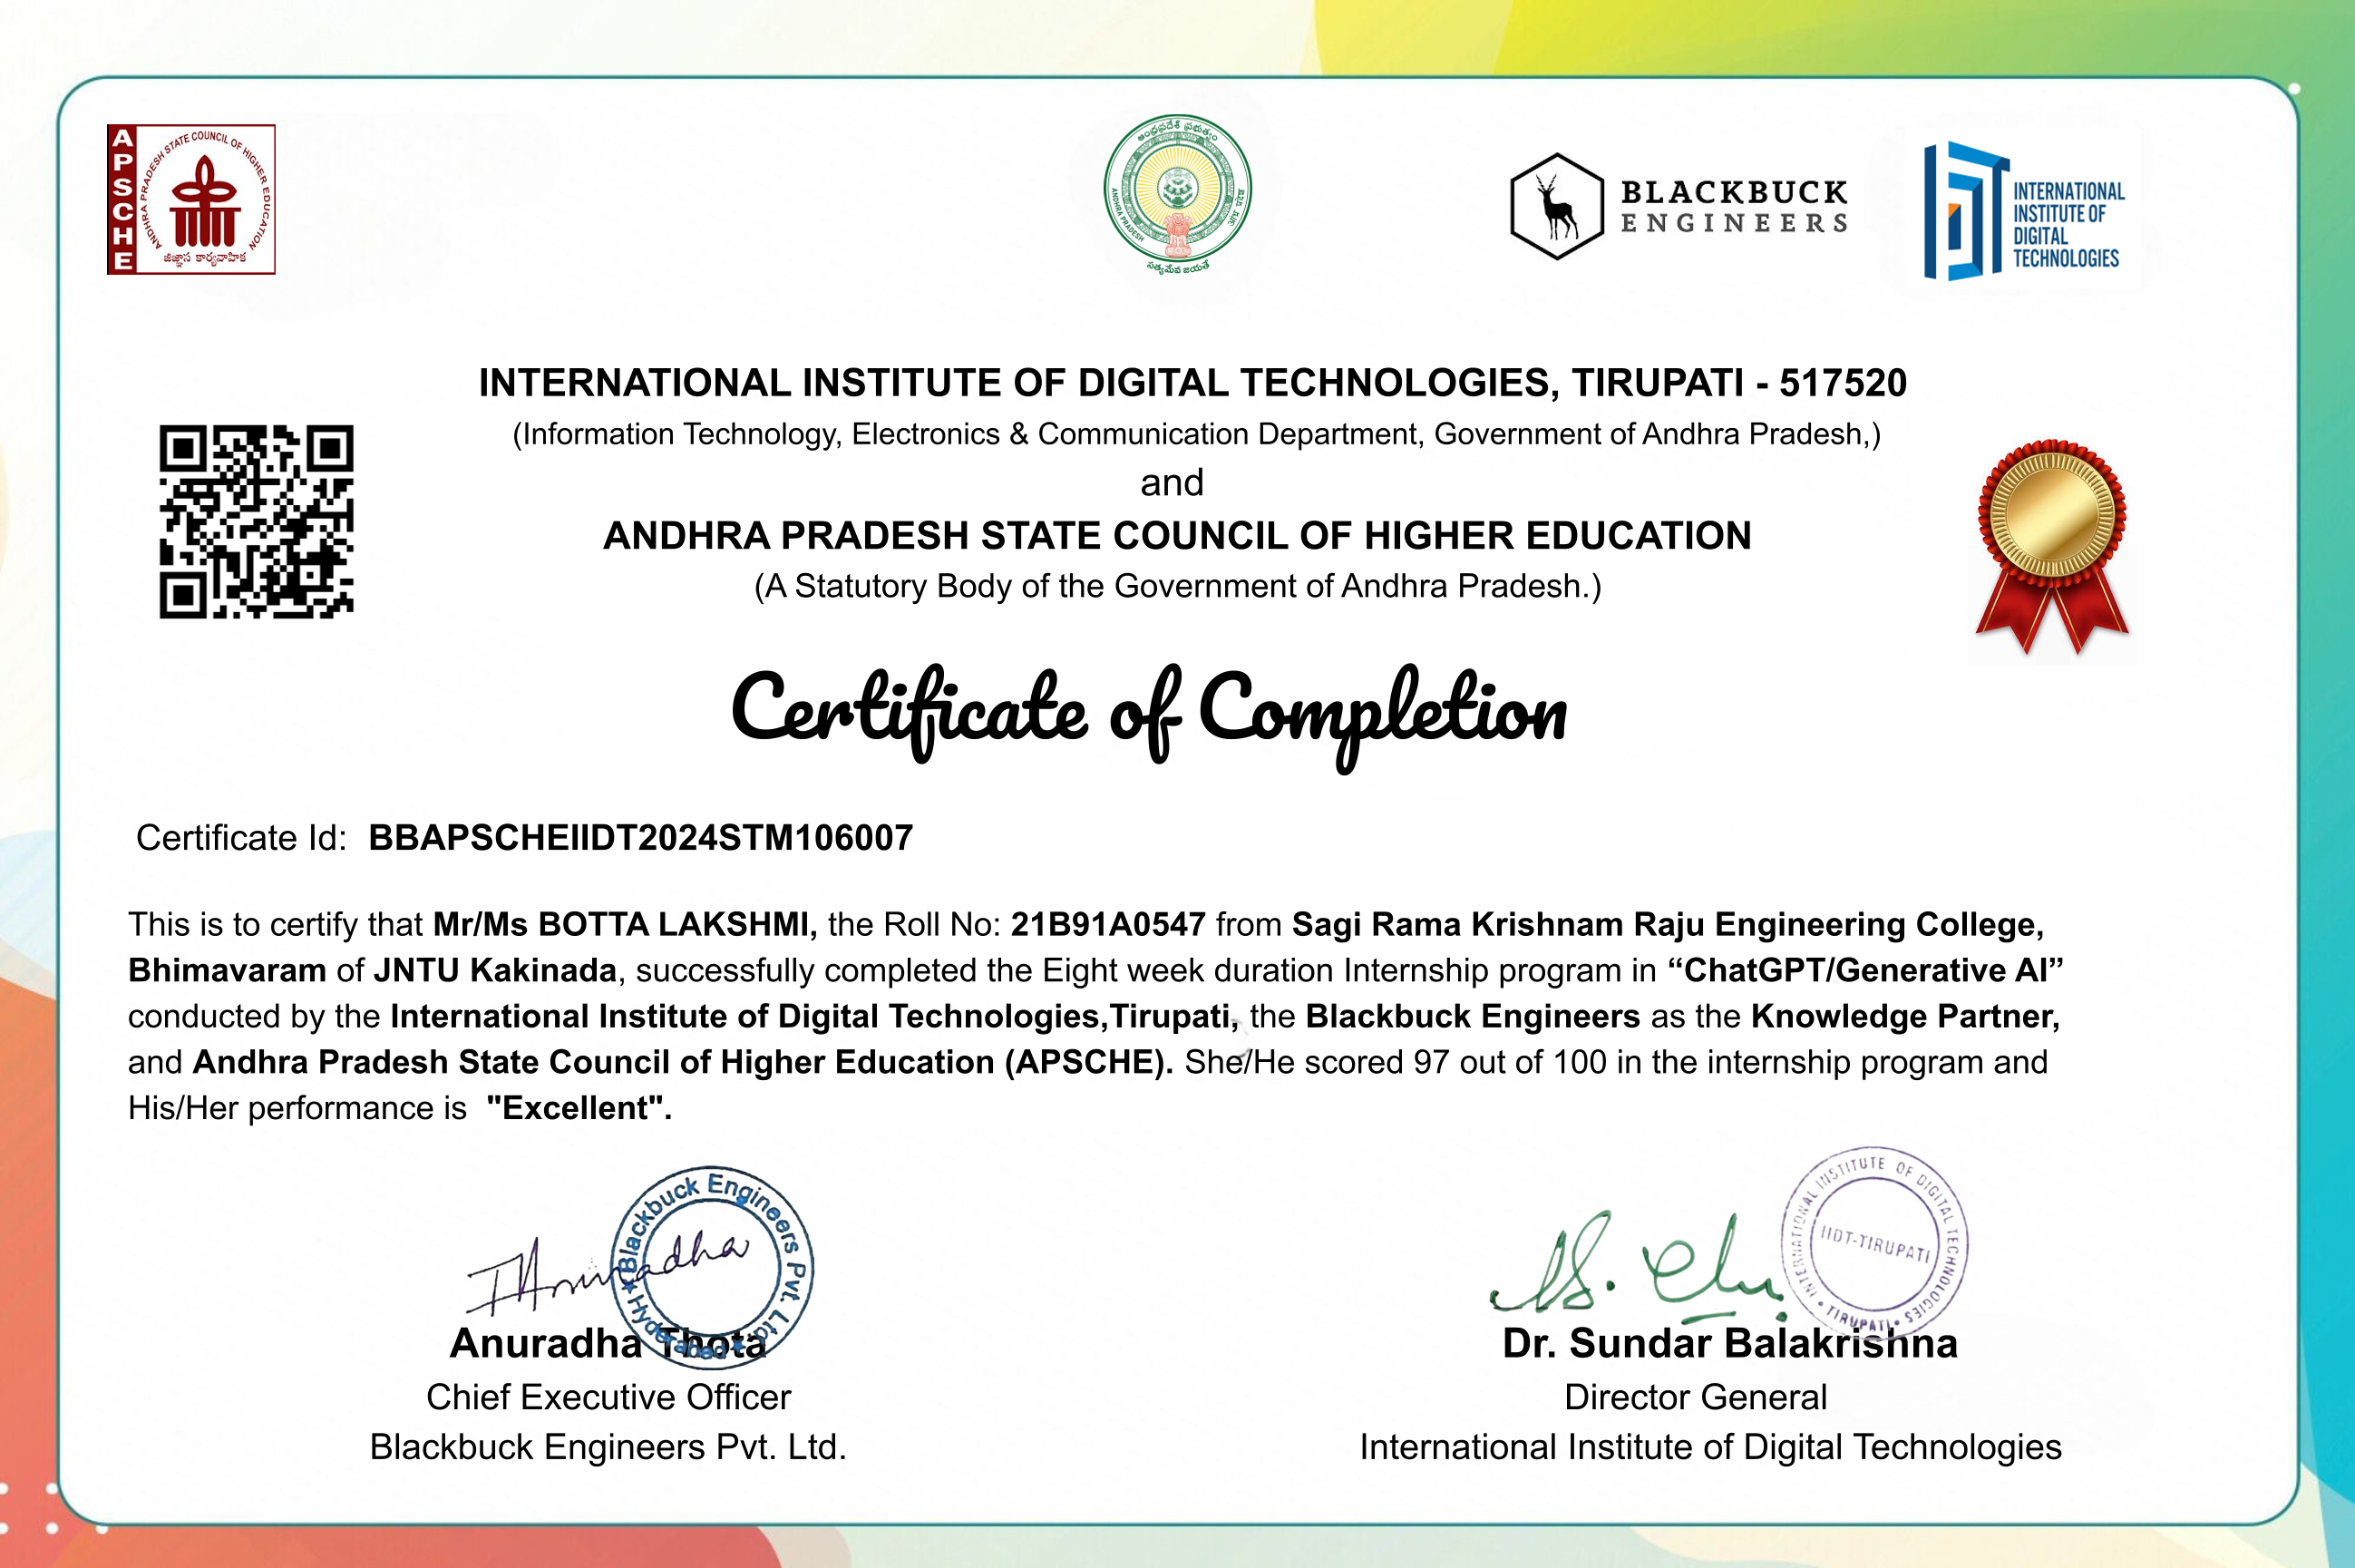 APSCHE
ANDHRA PRADESH STATE COUNCIL OF HIGHER EDUCATION
జిజ్ఞాస కార్యవాహిక
ఆంధ్రప్రదేశ్ ప్రభుత్వం
ANDHRA PRADESH
సత్యమేవ జయతే
BLACKBUCK
ENGINEERS
INTERNATIONAL
INSTITUTE OF
DIGITAL
TECHNOLOGIES
INTERNATIONAL INSTITUTE OF DIGITAL TECHNOLOGIES, TIRUPATI - 517520
(Information Technology, Electronics & Communication Department, Government of Andhra Pradesh,)
and
ANDHRA PRADESH STATE COUNCIL OF HIGHER EDUCATION
(A Statutory Body of the Government of Andhra Pradesh.)
Certificate of Completion
Certificate Id: BBAPSCHEIIDT2024STM106007
This is to certify that Mr/Ms BOTTA LAKSHMI, the Roll No: 21B91A0547 from Sagi Rama Krishnam Raju Engineering College,
Bhimavaram of JNTU Kakinada, successfully completed the Eight week duration Internship program in “ChatGPT/Generative AI”
conducted by the International Institute of Digital Technologies,Tirupati, the Blackbuck Engineers as the Knowledge Partner,
and Andhra Pradesh State Council of Higher Education (APSCHE). She/He scored 97 out of 100 in the internship program and
His/Her performance is "Excellent".
Blackbuck Engineers Pvt. Ltd.
Hyderabad
INTERNATIONAL INSTITUTE OF DIGITAL TECHNOLOGIES
IIDT-TIRUPATI
TIRUPATI
Anuradha Thota
Dr. Sundar Balakrishna
Chief Executive Officer
Director General
Blackbuck Engineers Pvt. Ltd.
International Institute of Digital Technologies